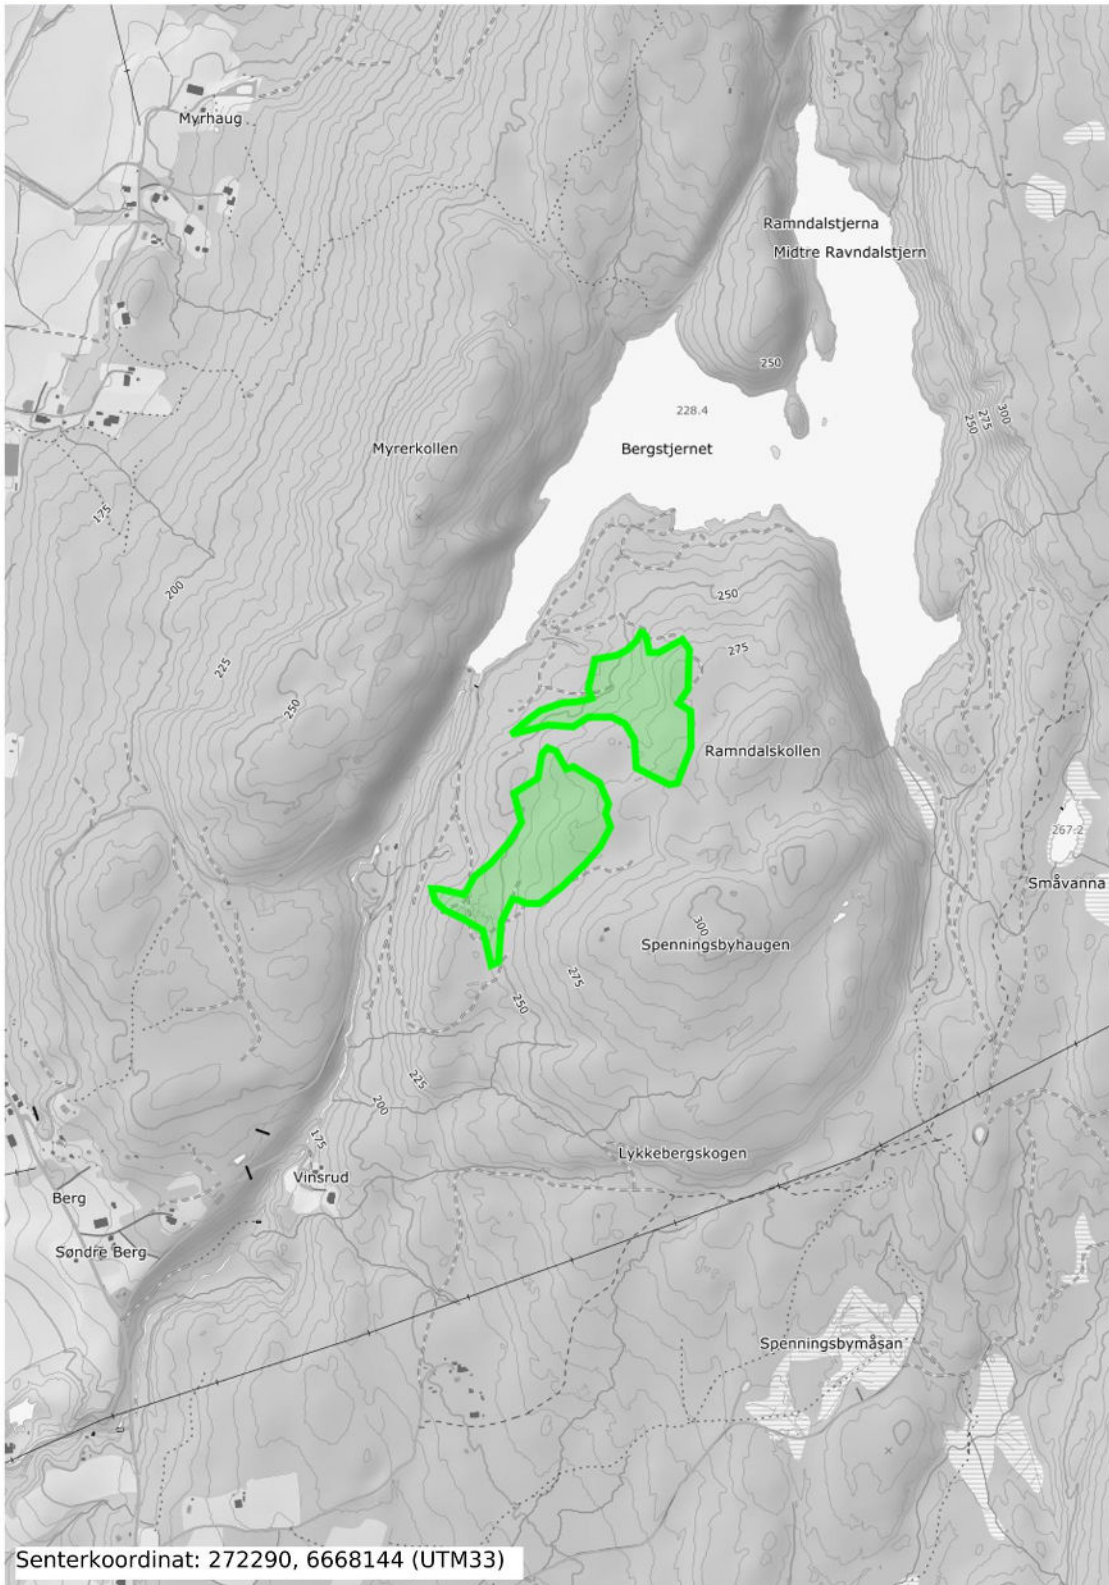 Myrhaug
Ramndalstjerna
Midtre Ravndalstjern
250
228.4
300
275
250
Myrerkollen
Bergstjernet
175
200
250
275
225
250
Ramndalskollen
267.2
Småvanna
300
Spenningsbyhaugen
275
250
225
200
175
Lykkebergskogen
Vinsrud
Berg
Søndre Berg
Spenningsbymåsan
Senterkoordinat: 272290, 6668144 (UTM33)